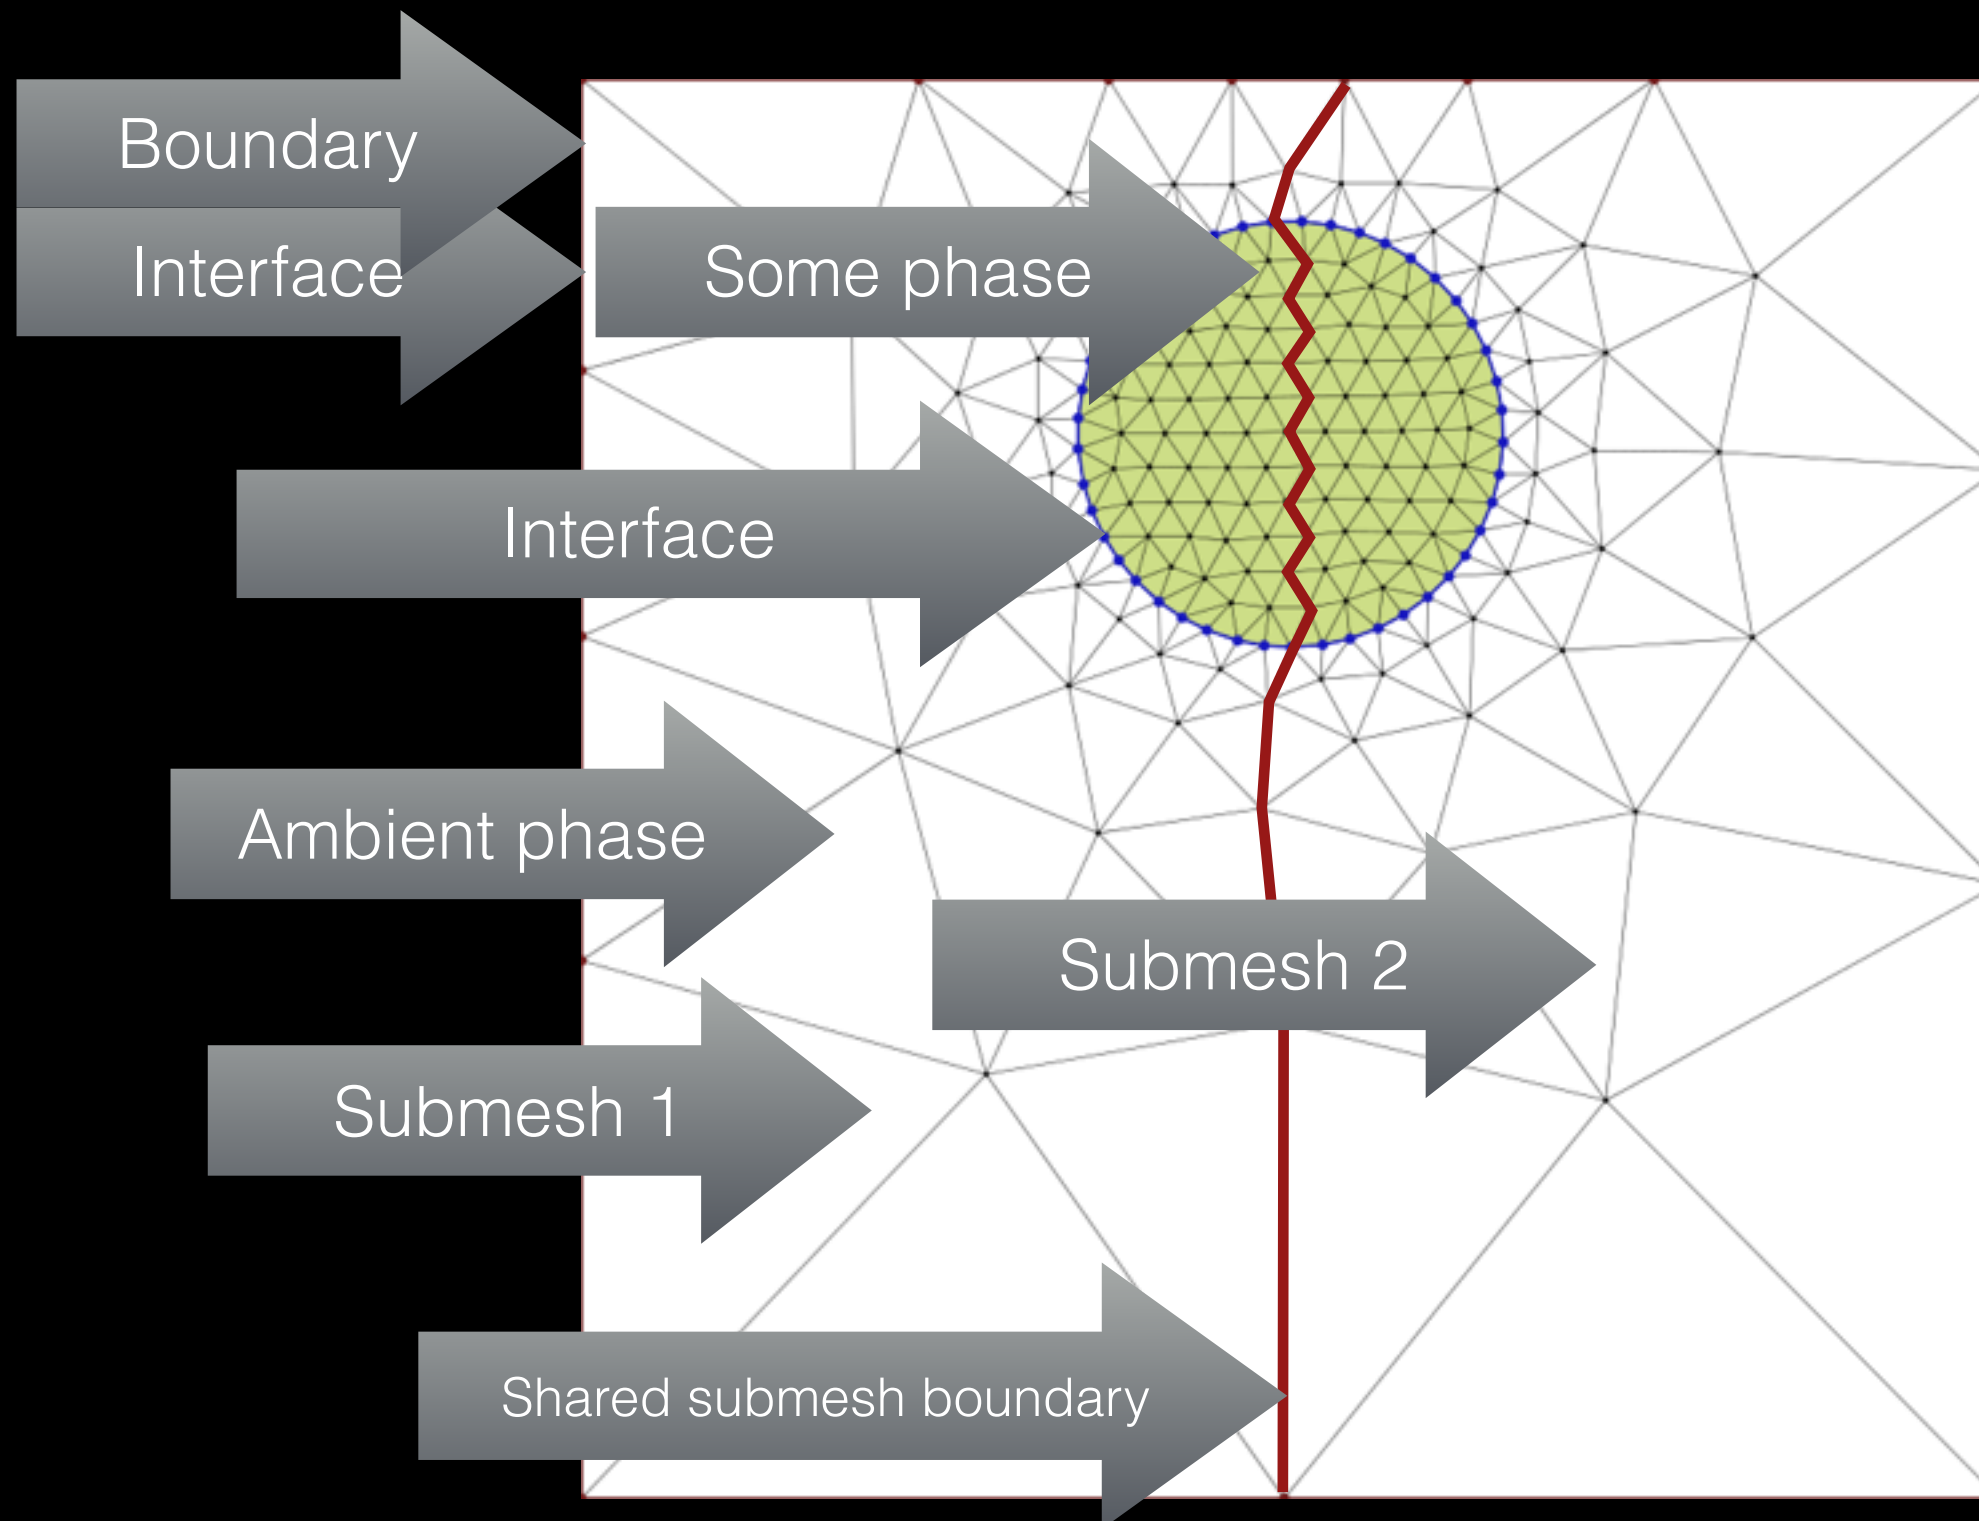 Boundary
Interface
Some phase
Interface
Ambient phase
Submesh 2
Submesh 1
Shared submesh boundary